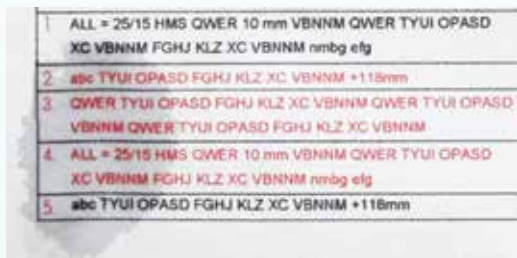 1 ALL = 25/15 HMS QWER 10 mm VBNNM QWER TYUI OPASD
XC VBNNM FGHJ KLZ XC VBNNM nmbg efg
2 abc TYUI OPASD FGHJ KLZ XC VBNNM +118mm
3 QWER TYUI OPASD FGHJ KLZ XC VBNNM QWER TYUI OPASD
VBNNM QWER TYUI OPASD FGHJ KLZ XC VBNNM
4 ALL = 25/15 HMS QWER 10 mm VBNNM QWER TYUI OPASD
XC VBNNM FGHJ KLZ XC VBNNM nmbg efg
5 abc TYUI OPASD FGHJ KLZ XC VBNNM +118mm